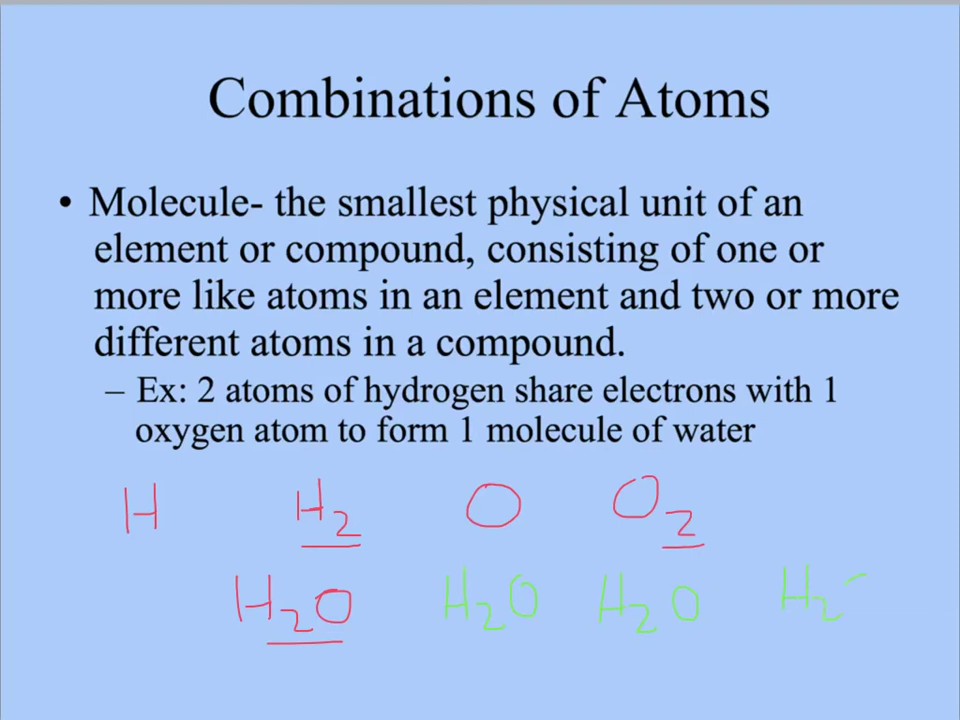 Combinations of Atoms
• Molecule- the smallest physical unit of an
element or compound, consisting of one or
more like atoms in an element and two or more
different atoms in a compound.
– Ex: 2 atoms of hydrogen share electrons with 1
oxygen atom to form 1 molecule of water
H H2 O O2
H2O H2O H2O H2